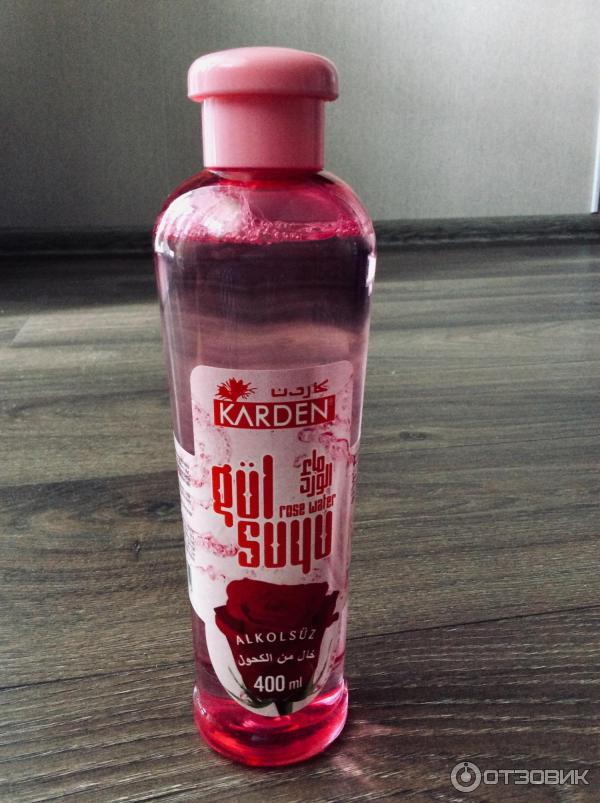 كاردن
KARDEN
gül
ماء
الورد
rose water
suyu
ALKOLSÜZ
خال من الكحول
400 ml
ОТЗОВИК